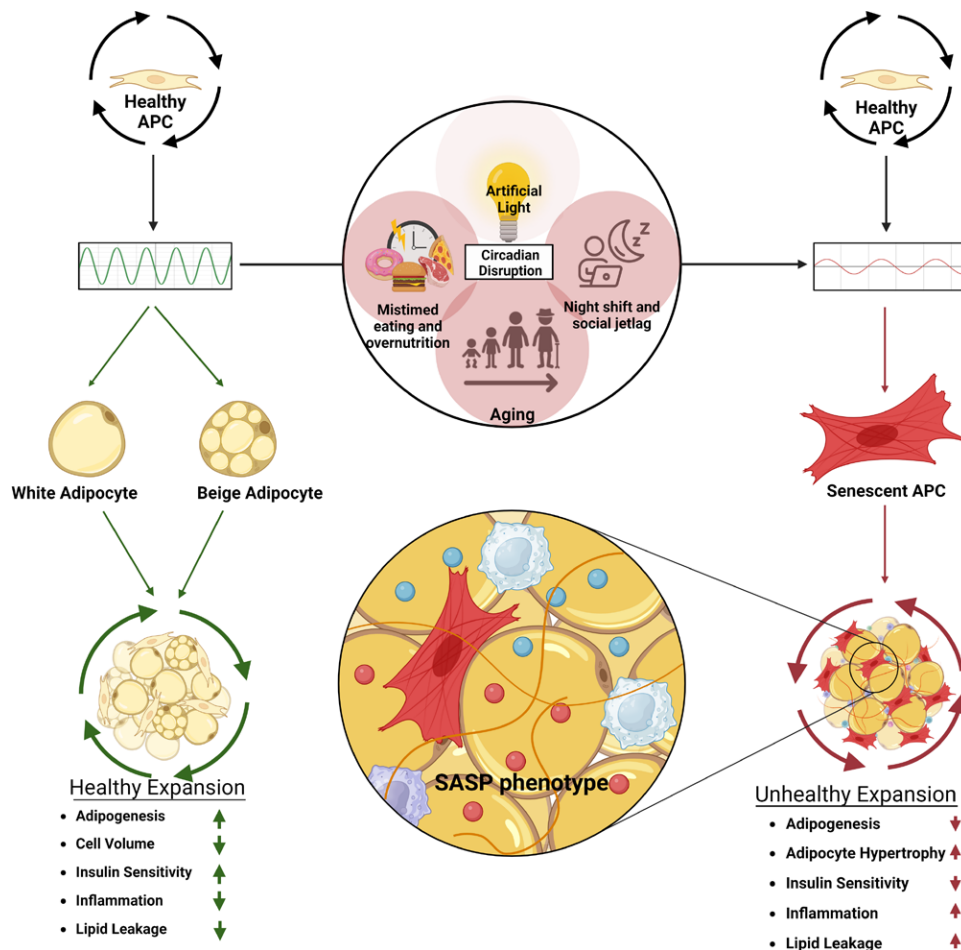 Healthy
APC
Healthy
APC
Artificial
Light
Circadian
Disruption
Mistimed
eating and
overnutrition
z
z
Night shift and
social jetlag
Aging
White Adipocyte
Beige Adipocyte
Senescent APC
SASP phenotype
Healthy Expansion
• Adipogenesis
• Cell Volume
• Insulin Sensitivity
• Inflammation
• Lipid Leakage
Unhealthy Expansion
• Adipogenesis
• Adipocyte Hypertrophy
• Insulin Sensitivity
• Inflammation
• Lipid Leakage